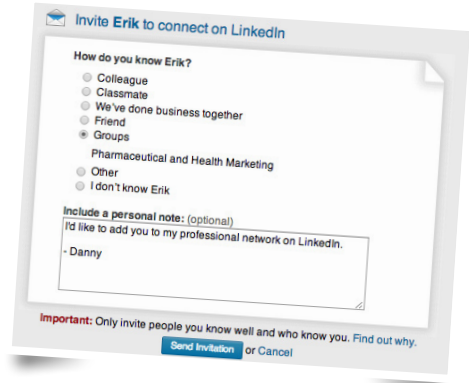 Invite Erik to connect on LinkedIn
How do you know Erik?
Colleague
Classmate
We've done business together
Friend
Groups
Pharmaceutical and Health Marketing
Other
I don't know Erik
Include a personal note: (optional)
I'd like to add you to my professional network on LinkedIn.
- Danny
Important: Only invite people you know well and who know you. Find out why.
Send Invitation or Cancel